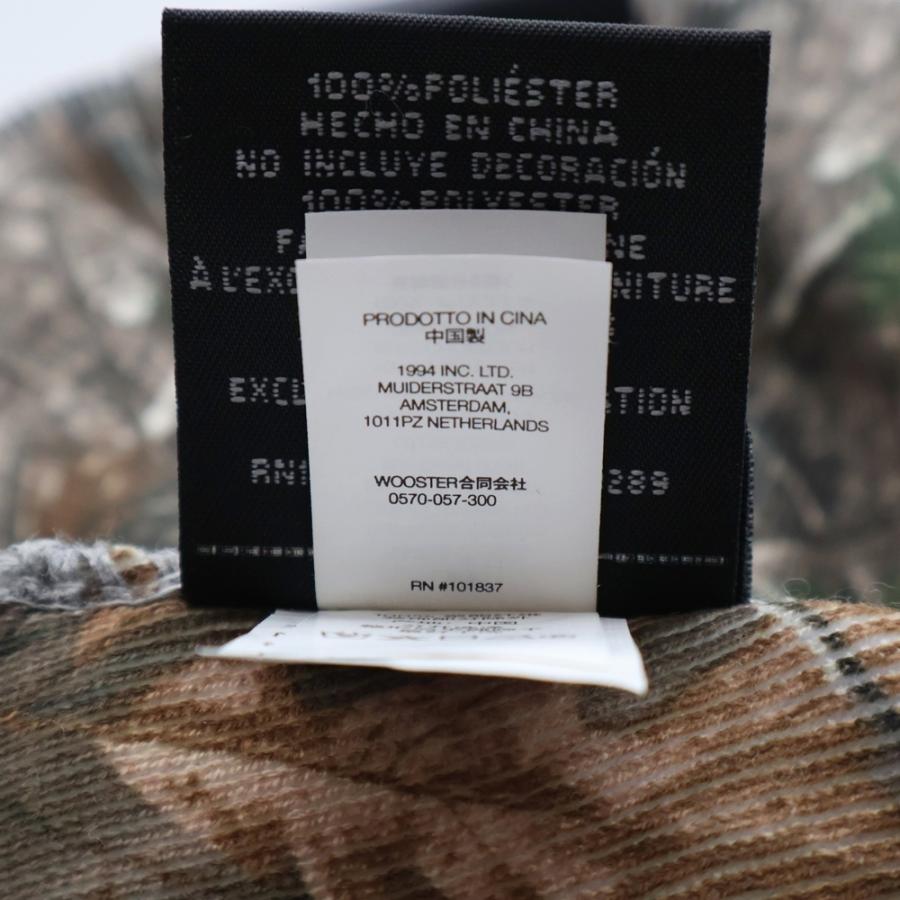 100%POLIÉSTER
HECHO EN CHINA
NO INCLUYE DECORACIÓN
100%POLYESTER
PRODOTTO IN CINA
中国製
1994 INC. LTD.
MUIDERSTRAAT 9B
AMSTERDAM,
1011PZ NETHERLANDS
WOOSTER合同会社
0570-057-300
RN #101837